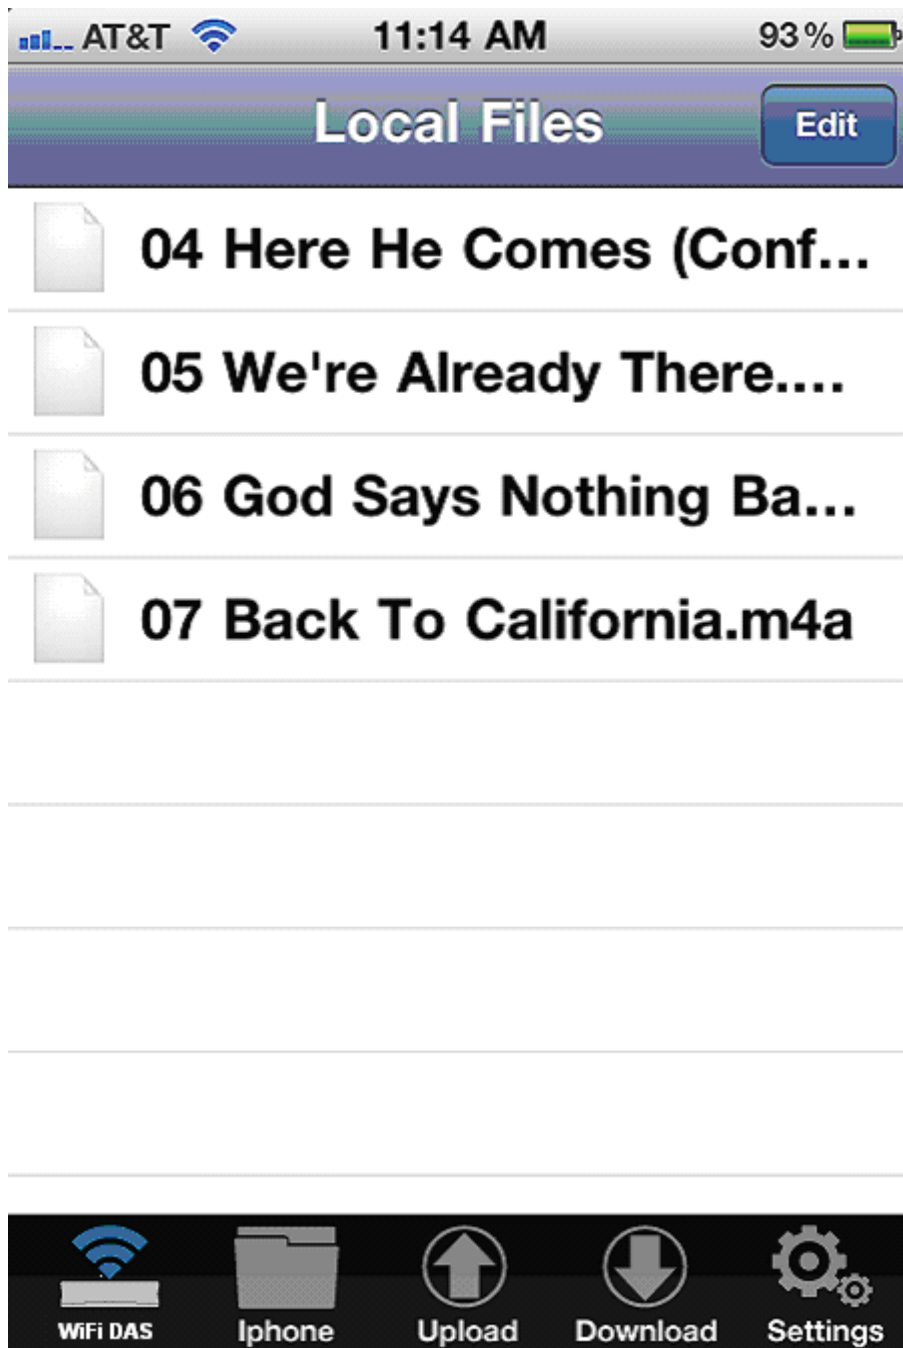 AT&T 11:14 AM 93%
Local Files Edit
04 Here He Comes (Conf...
05 We're Already There....
06 God Says Nothing Ba...
07 Back To California.m4a
WiFi DAS Iphone Upload Download Settings